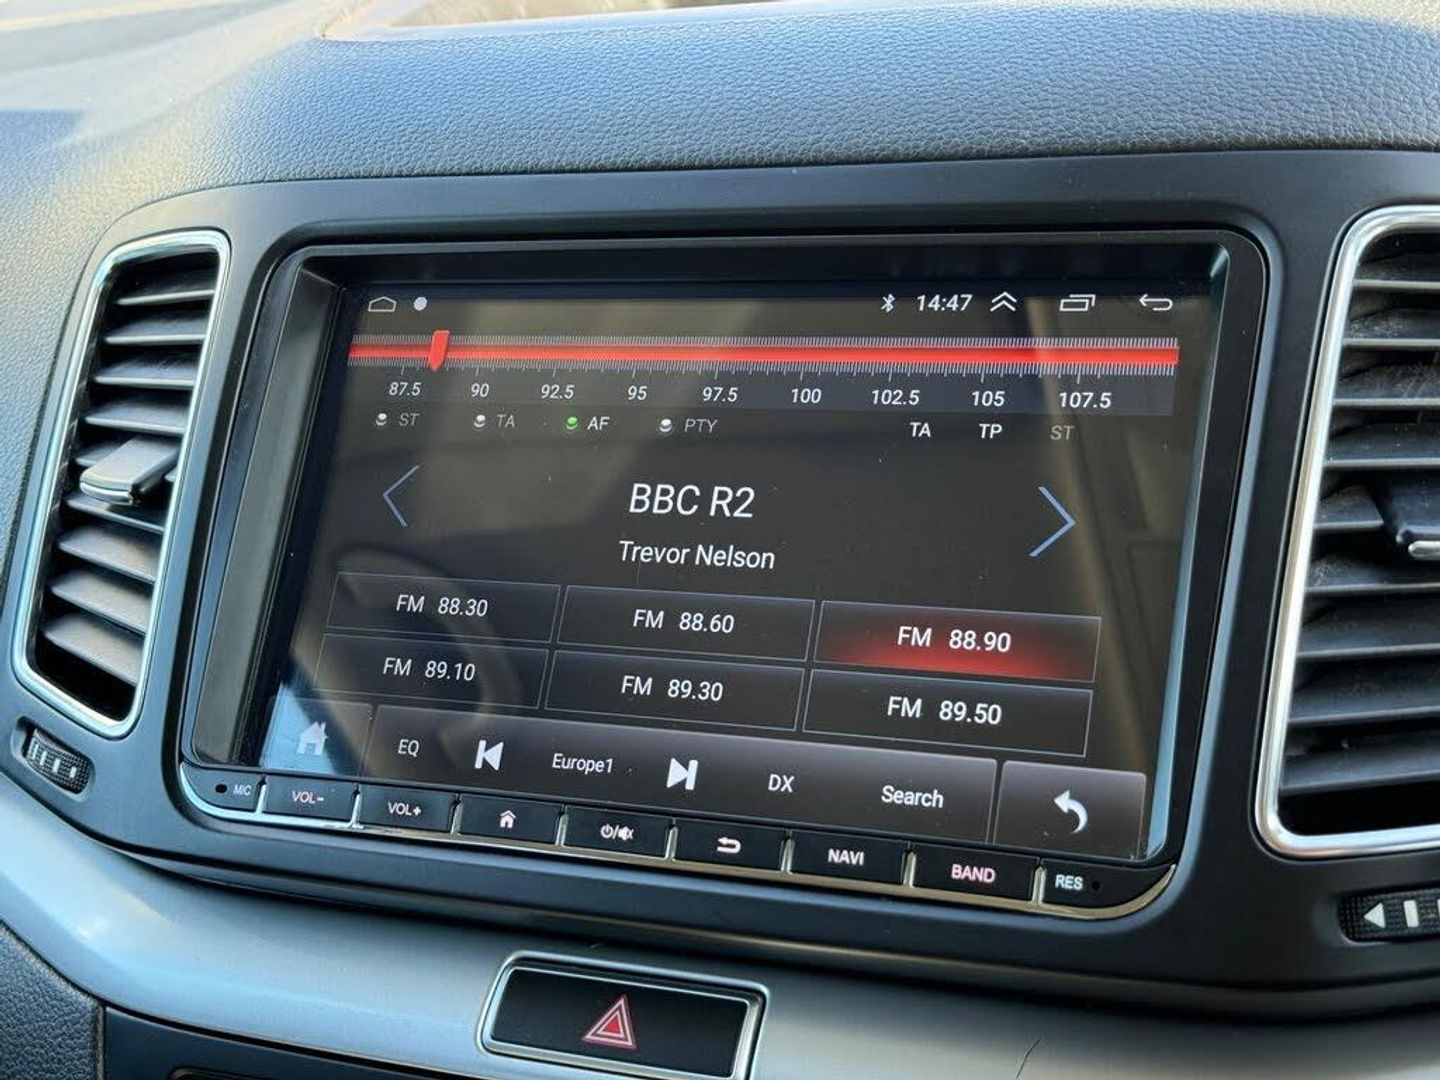 14:47
87.5 90 92.5 95 97.5 100 102.5 105 107.5
ST TA AF PTY TA TP ST
BBC R2
Trevor Nelson
FM 88.30 FM 88.60 FM 88.90
FM 89.10 FM 89.30 FM 89.50
EQ Europe1 DX Search
MIC VOL- VOL+ NAVI BAND RES